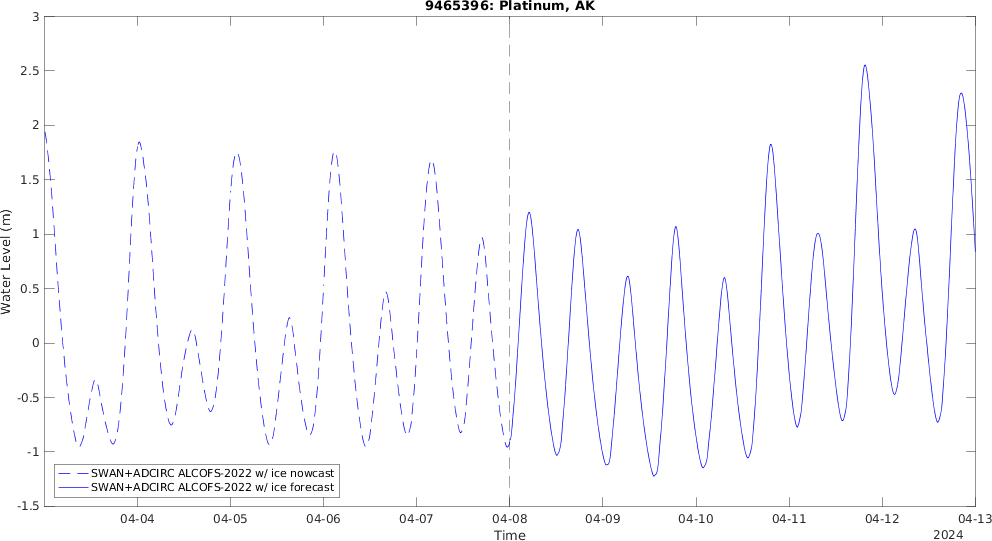 9465396: Platinum, AK
3
2.5
2
1.5
1
0.5
0
-0.5
-1
-1.5
Water Level (m)
SWAN+ADCIRC ALCOFS-2022 w/ ice nowcast
SWAN+ADCIRC ALCOFS-2022 w/ ice forecast
04-04 04-05 04-06 04-07 04-08 04-09 04-10 04-11 04-12 04-13
Time
2024